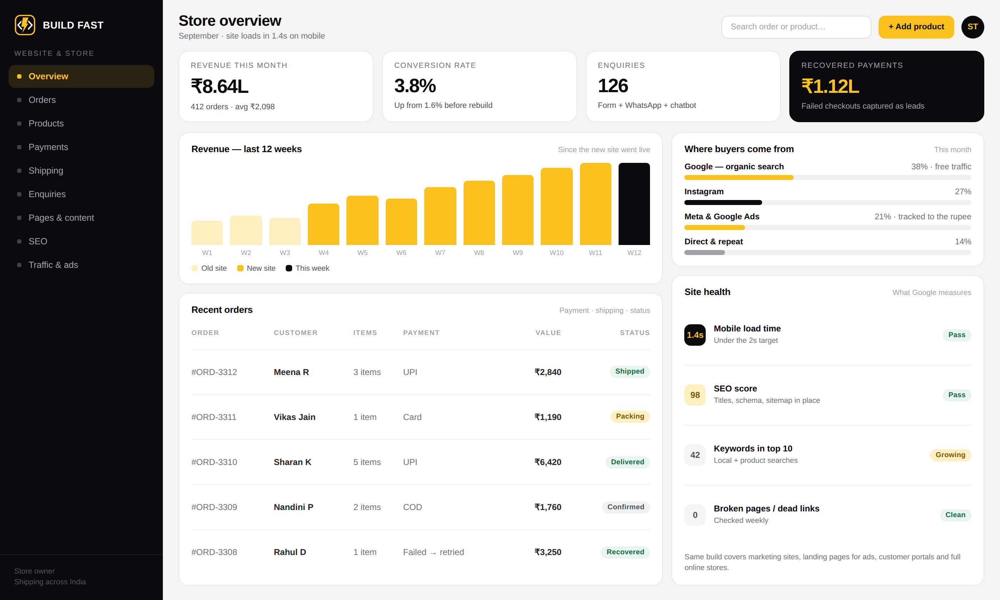 BUILD FAST
WEBSITE & STORE
Overview
Orders
Products
Payments
Shipping
Enquiries
Pages & content
SEO
Traffic & ads
Store owner
Shipping across India
Store overview
September · site loads in 1.4s on mobile
Search order or product…
+ Add product
ST
REVENUE THIS MONTH
₹8.64L
412 orders · avg ₹2,098
CONVERSION RATE
3.8%
Up from 1.6% before rebuild
ENQUIRIES
126
Form + WhatsApp + chatbot
RECOVERED PAYMENTS
₹1.12L
Failed checkouts captured as leads
Revenue — last 12 weeks
Since the new site went live
W1 W2 W3 W4 W5 W6 W7 W8 W9 W10 W11 W12
Old site New site This week
Where buyers come from
This month
Google — organic search 38% · free traffic
Instagram 27%
Meta & Google Ads 21% · tracked to the rupee
Direct & repeat 14%
Recent orders
Payment · shipping · status
ORDER CUSTOMER ITEMS PAYMENT VALUE STATUS
#ORD-3312 Meena R 3 items UPI ₹2,840 Shipped
#ORD-3311 Vikas Jain 1 item Card ₹1,190 Packing
#ORD-3310 Sharan K 5 items UPI ₹6,420 Delivered
#ORD-3309 Nandini P 2 items COD ₹1,760 Confirmed
#ORD-3308 Rahul D 1 item Failed → retried ₹3,250 Recovered
Site health
What Google measures
1.4s Mobile load time Pass
Under the 2s target
98 SEO score Pass
Titles, schema, sitemap in place
42 Keywords in top 10 Growing
Local + product searches
0 Broken pages / dead links Clean
Checked weekly
Same build covers marketing sites, landing pages for ads, customer portals and full
online stores.